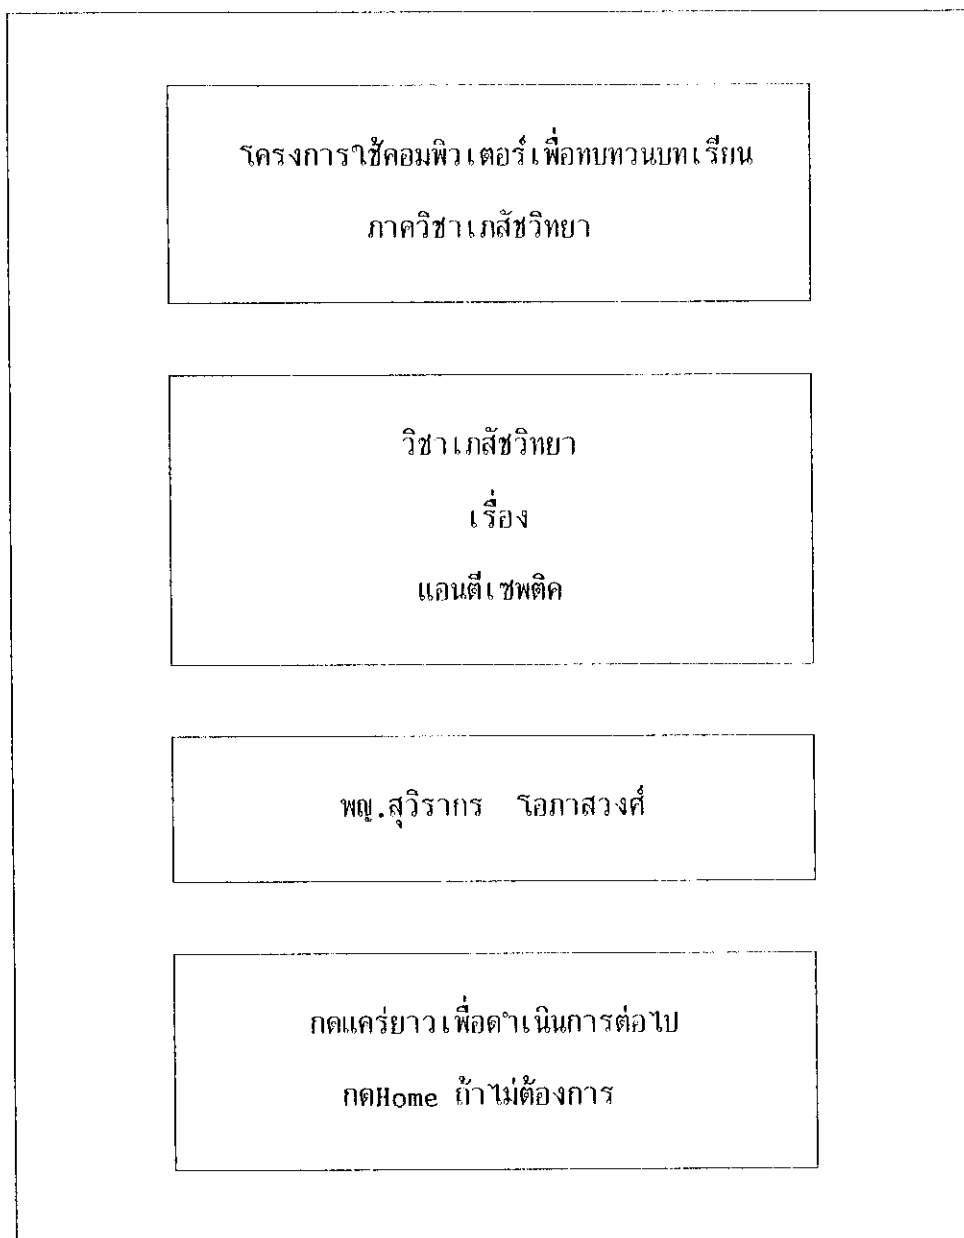 โครงการใช้คอมพิวเตอร์เพื่อทบทวนบทเรียน
ภาควิชาเภสัชวิทยา
วิชาเภสัชวิทยา
เรื่อง
แอนตีเซพติค
พญ.สุวิรากร โอภาสวงศ์
กดแคร่ยาวเพื่อดำเนินการต่อไป
กดHome ถ้าไม่ต้องการ